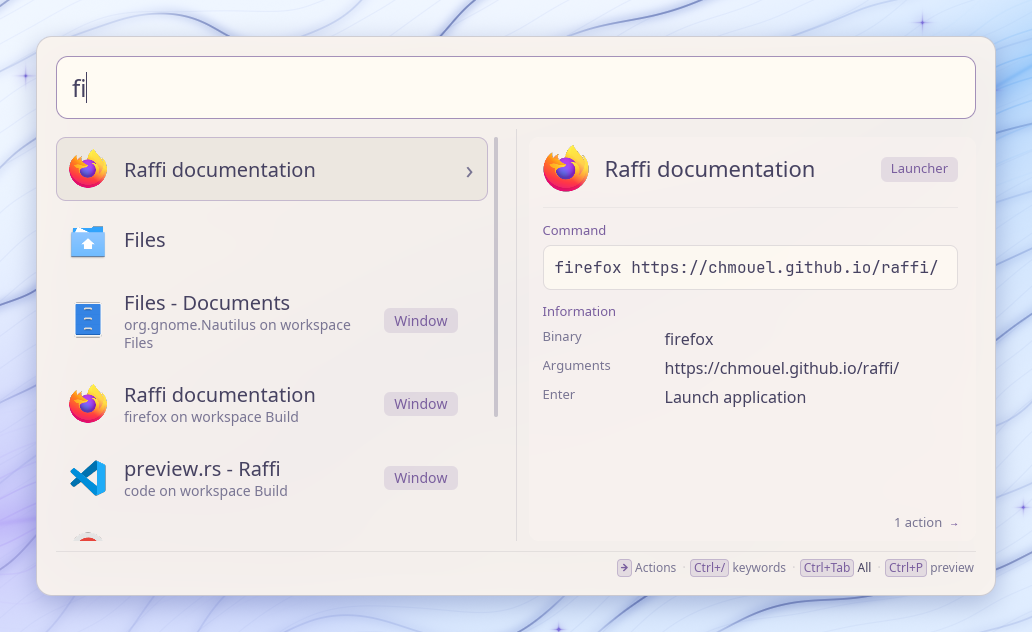 fi
Raffi documentation ›
Files
Files - Documents
org.gnome.Nautilus on workspace
Files
Window
Raffi documentation
firefox on workspace Build
Window
preview.rs - Raffi
code on workspace Build
Window
Raffi documentation
Launcher
Command
firefox https://chmouel.github.io/raffi/
Information
Binary firefox
Arguments https://chmouel.github.io/raffi/
Enter Launch application
1 action →
→ Actions · Ctrl+/ keywords · Ctrl+Tab All · Ctrl+P preview